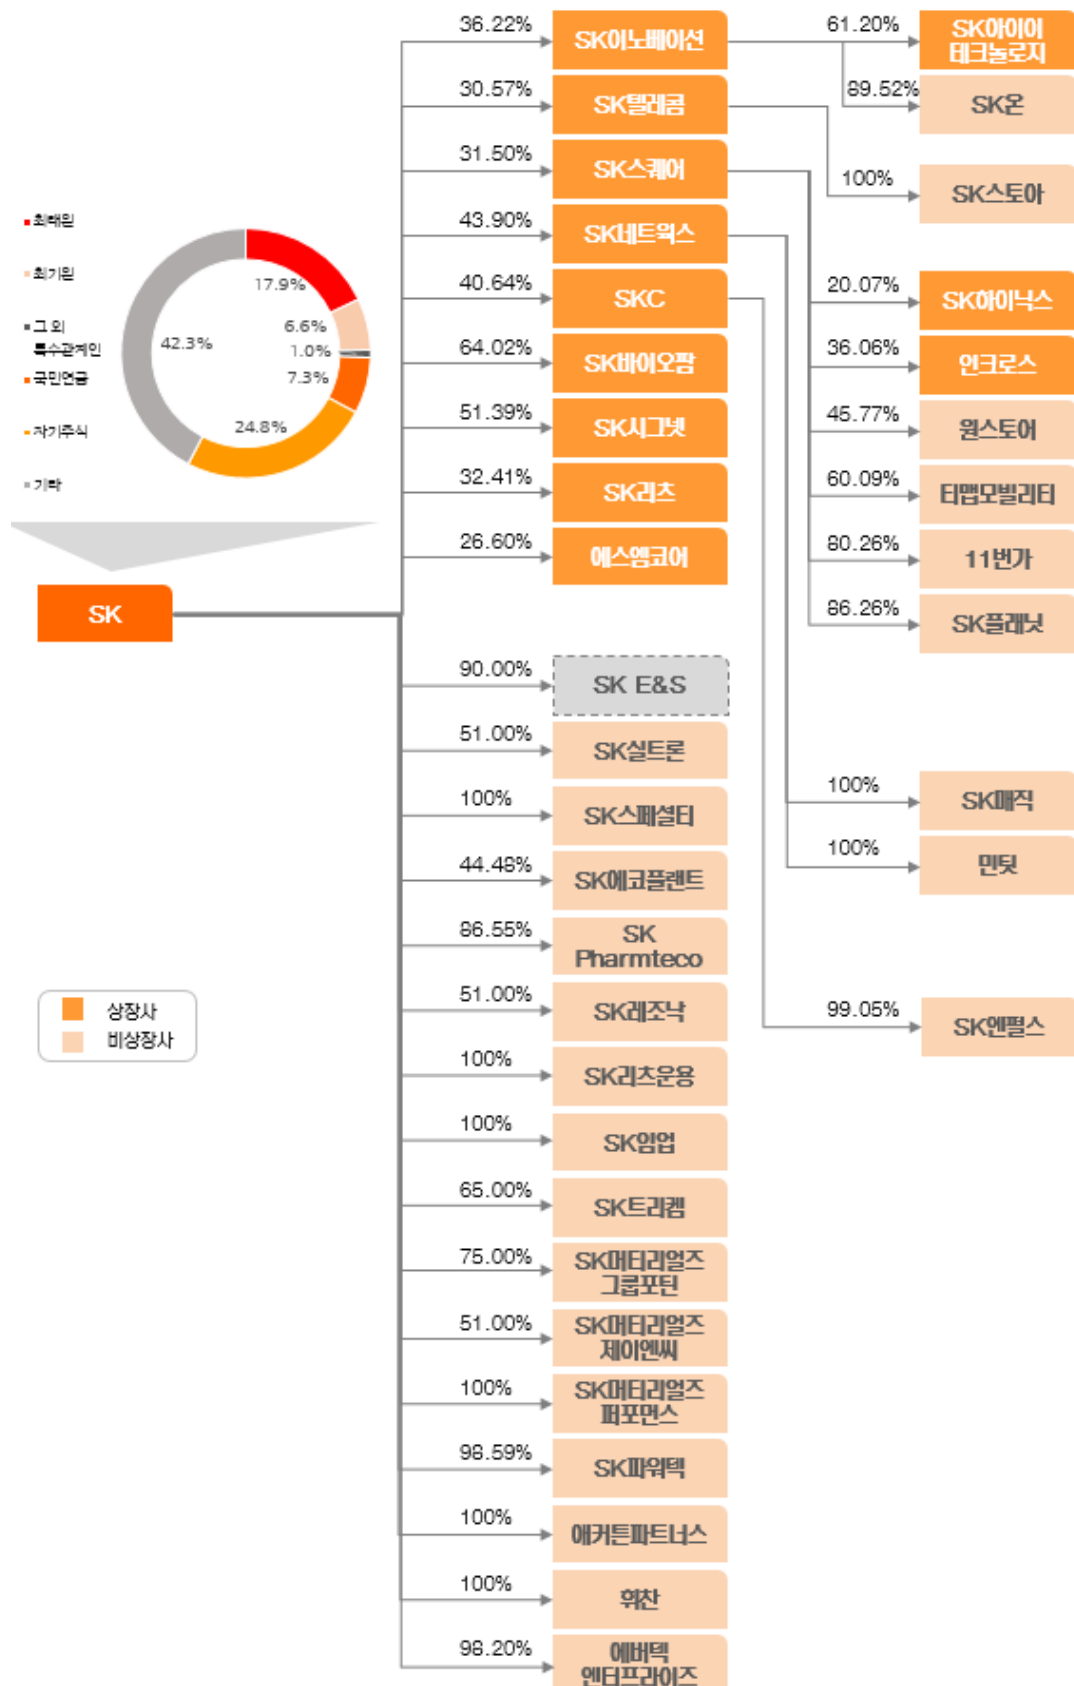 최태원
최기원
그 외
특수관계인
국민연금
자기주식
기타
17.9%
6.6%
1.0%
7.3%
24.8%
42.3%
SK
상장사
비상장사
36.22%
SK이노베이션
30.57%
SK텔레콤
31.50%
SK스퀘어
43.90%
SK네트웍스
40.64%
SKC
64.02%
SK바이오팜
51.39%
SK시그넷
32.41%
SK리츠
26.60%
에스엠코어
90.00%
SK E&S
51.00%
SK실트론
100%
SK스페셜티
44.48%
SK에코플랜트
86.55%
SK
Pharmteco
51.00%
SK레조낙
100%
SK리츠운용
100%
SK임업
65.00%
SK트리켐
75.00%
SK머티리얼즈
그룹포틴
51.00%
SK머티리얼즈
제이엔씨
100%
SK머티리얼즈
퍼포먼스
98.59%
SK파워텍
100%
애커튼파트너스
100%
휘찬
98.20%
에버텍
엔터프라이즈
61.20%
SK아이이
테크놀로지
89.52%
SK온
100%
SK스토아
20.07%
SK하이닉스
36.06%
인크로스
45.77%
원스토어
60.09%
티맵모빌리티
80.26%
11번가
86.26%
SK플래닛
100%
SK매직
100%
민팃
99.05%
SK엔펄스